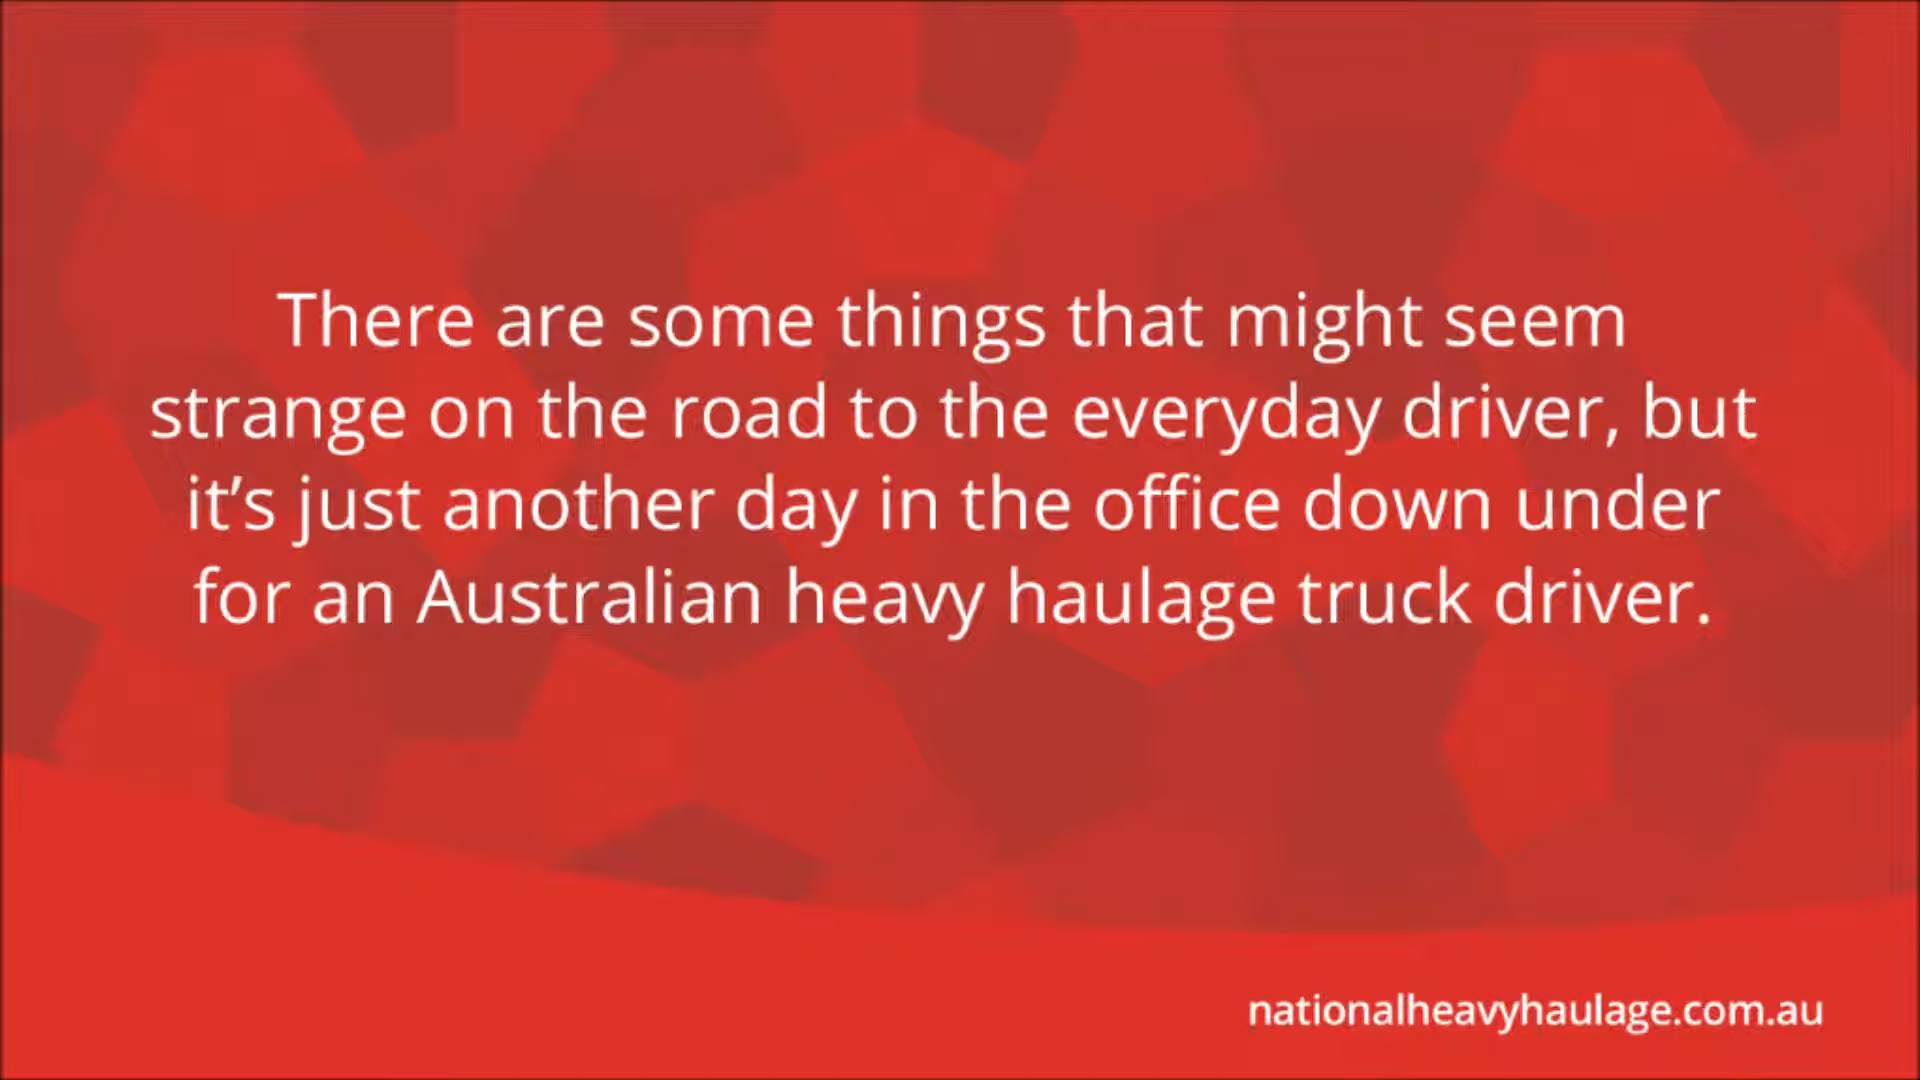 There are some things that might seem
strange on the road to the everyday driver, but
it’s just another day in the office down under
for an Australian heavy haulage truck driver.
nationalheavyhaulage.com.au